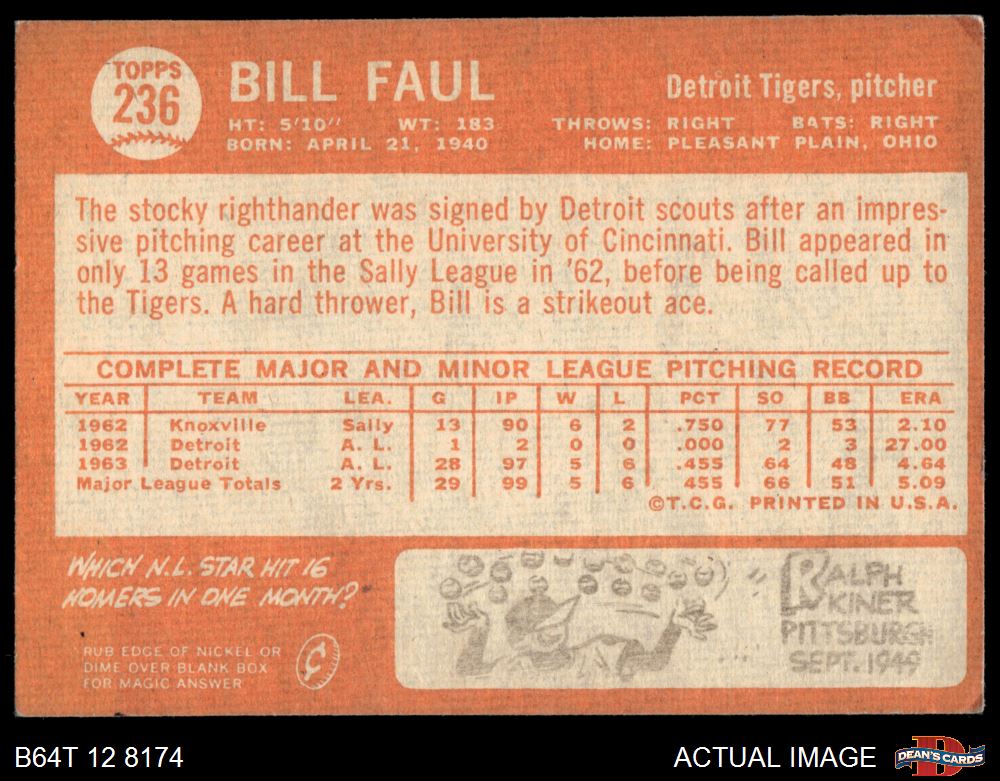 TOPPS
236
BILL FAUL
Detroit Tigers, pitcher
HT: 5'10" WT: 183
THROWS: RIGHT BATS: RIGHT
BORN: APRIL 21, 1940
HOME: PLEASANT PLAIN, OHIO
The stocky righthander was signed by Detroit scouts after an impres-
sive pitching career at the University of Cincinnati. Bill appeared in
only 13 games in the Sally League in '62, before being called up to
the Tigers. A hard thrower, Bill is a strikeout ace.
COMPLETE MAJOR AND MINOR LEAGUE PITCHING RECORD
YEAR TEAM LEA. G IP W L PCT SO BB ERA
1962 Knoxville Sally 13 90 6 2 .750 77 53 2.10
1962 Detroit A. L. 1 2 0 0 .000 2 3 27.00
1963 Detroit A. L. 28 97 5 6 .455 64 48 4.64
Major League Totals 2 Yrs. 29 99 5 6 455 66 51 5.09
©T.C.G. PRINTED IN U.S.A.
WHICH N.L. STAR HIT 16
HOMERS IN ONE MONTH?
RUB EDGE OF NICKEL OR
DIME OVER BLANK BOX
FOR MAGIC ANSWER
RALPH
KINER
PITTSBURGH
SEPT. 1949
B64T 12 8174
ACTUAL IMAGE
DEAN'S CARDS